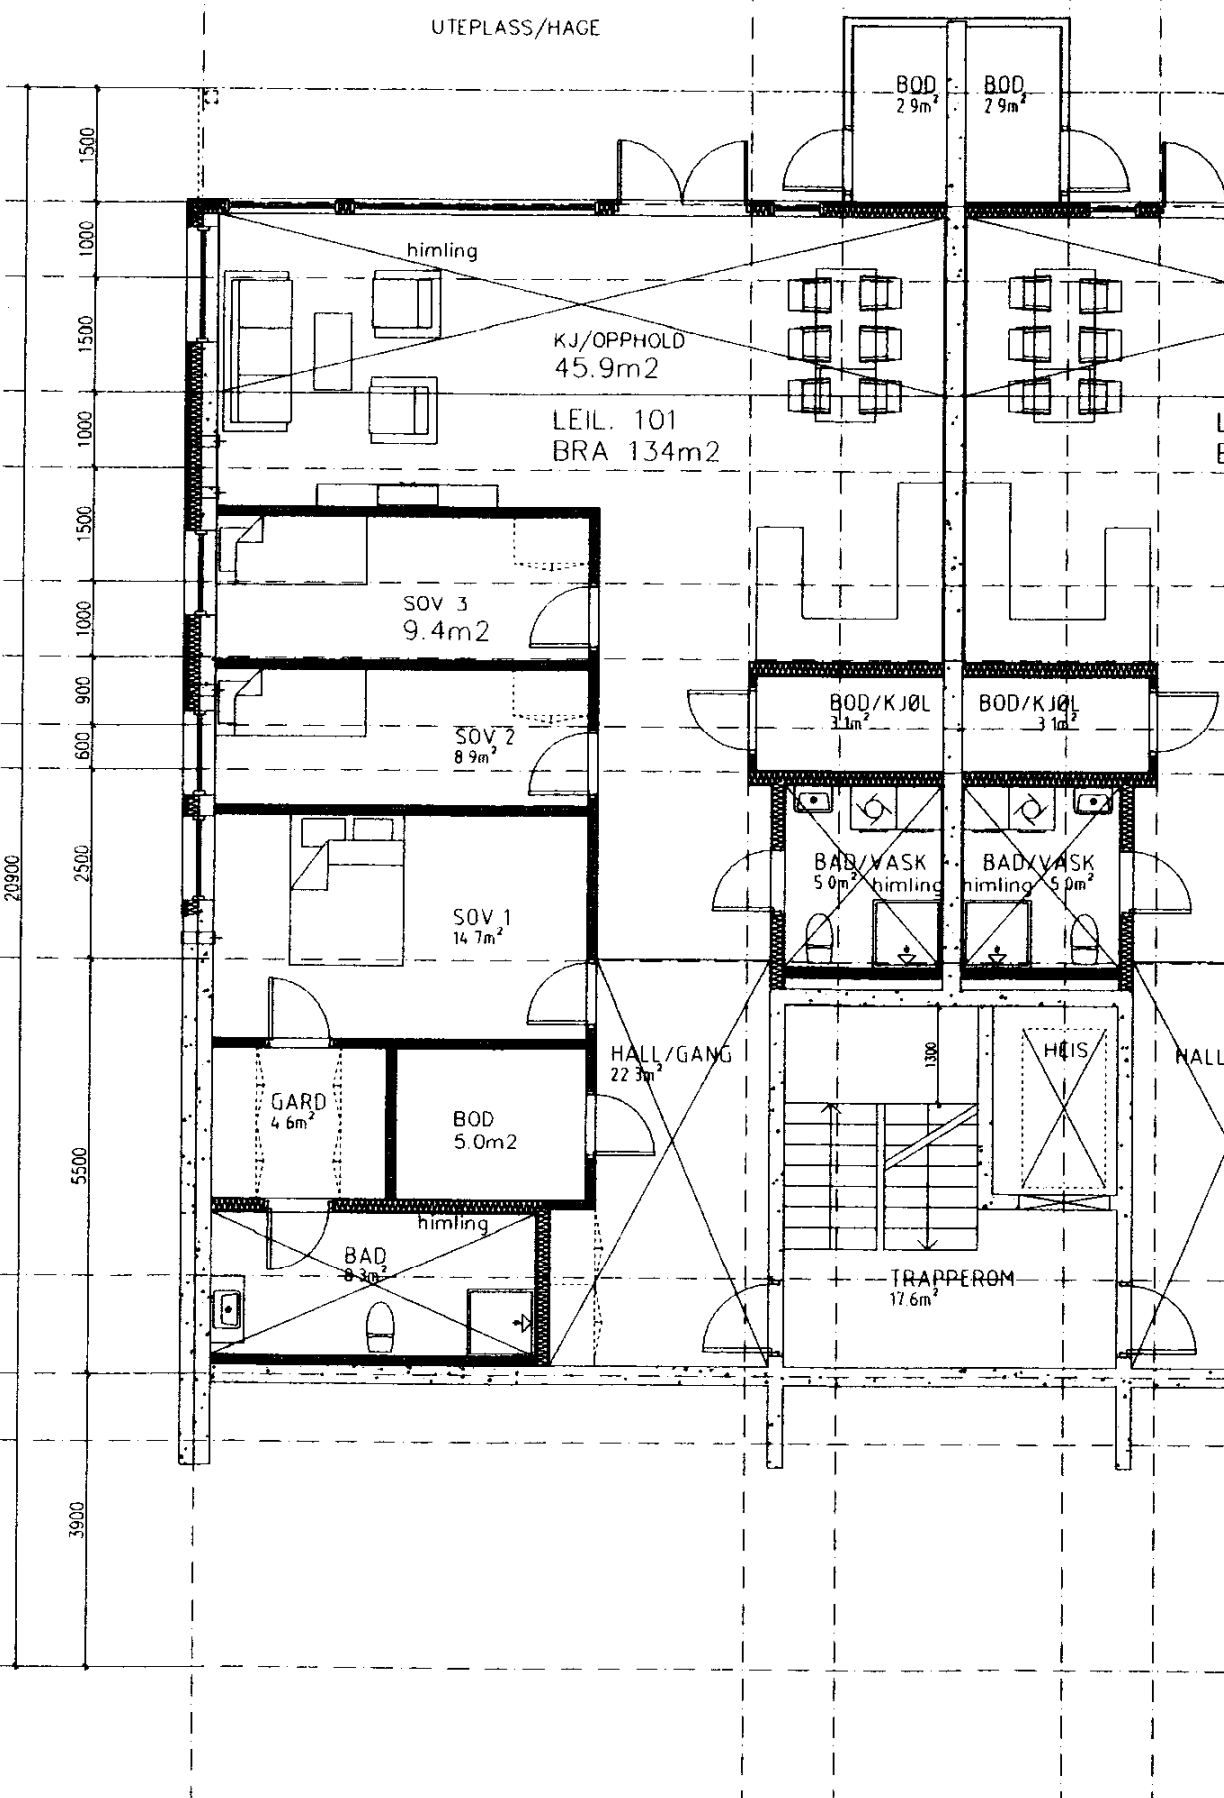 UTEPLASS/HAGE
BOD
2.9m²
BOD
2.9m²
1500
1000
1500
1000
1500
1000
900
600
2500
5500
3900
20900
himling
KJ/OPPHOLD
45.9m2
LEIL. 101
BRA 134m2
SOV 3
9.4m2
SOV 2
8.9m²
BOD/KJØL
3.1m²
BOD/KJØL
3.1m²
BAD/VASK
5.0m²
himling
BAD/VASK
himling
5.0m²
SOV 1
14.7m²
HALL/GANG
22.3m²
1300
HEIS
HALL
GARD
4.6m²
BOD
5.0m2
himling
BAD
8.3m²
TRAPPEROM
17.6m²